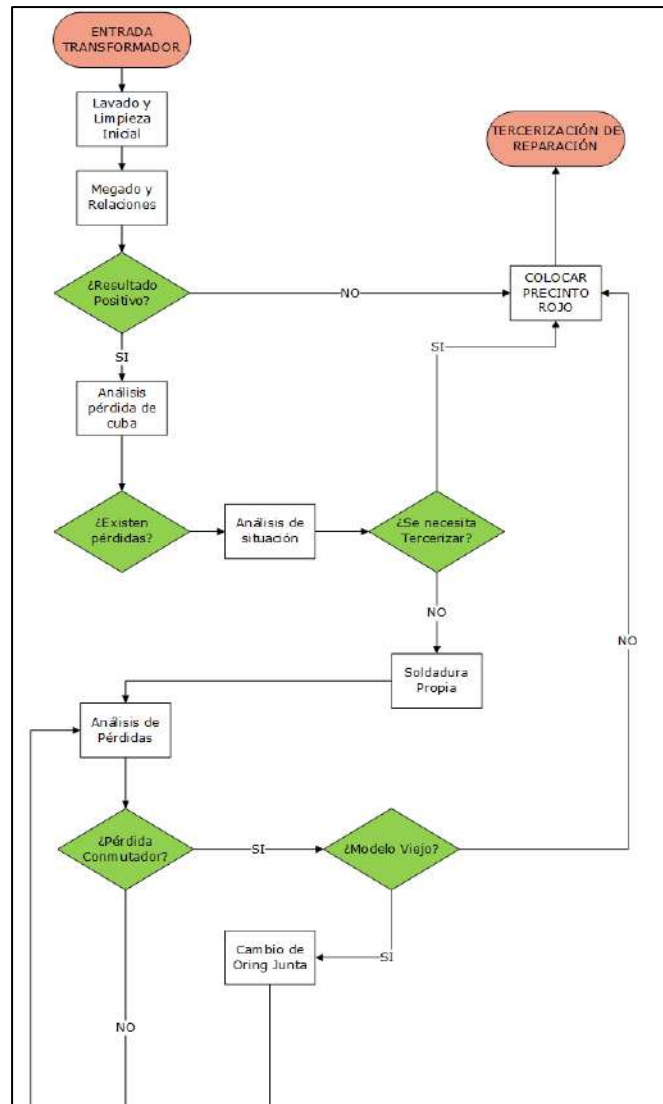 ENTRADA
TRANSFORMADOR
Lavado y
Limpieza
Inicial
TERCERIZACIÓN DE
REPARACIÓN
Megado y
Relaciones
¿Resultado
Positivo?
NO
COLOCAR
PRECINTO
ROJO
SI
SI
Análisis
pérdida de
cuba
¿Existen
pérdidas?
Análisis de
situación
¿Se necesita
Tercerizar?
NO
NO
Soldadura
Propia
Análisis de
Pérdidas
¿Pérdida
Conmutador?
SI
¿Modelo Viejo?
Cambio de
Oring Junta
SI
NO